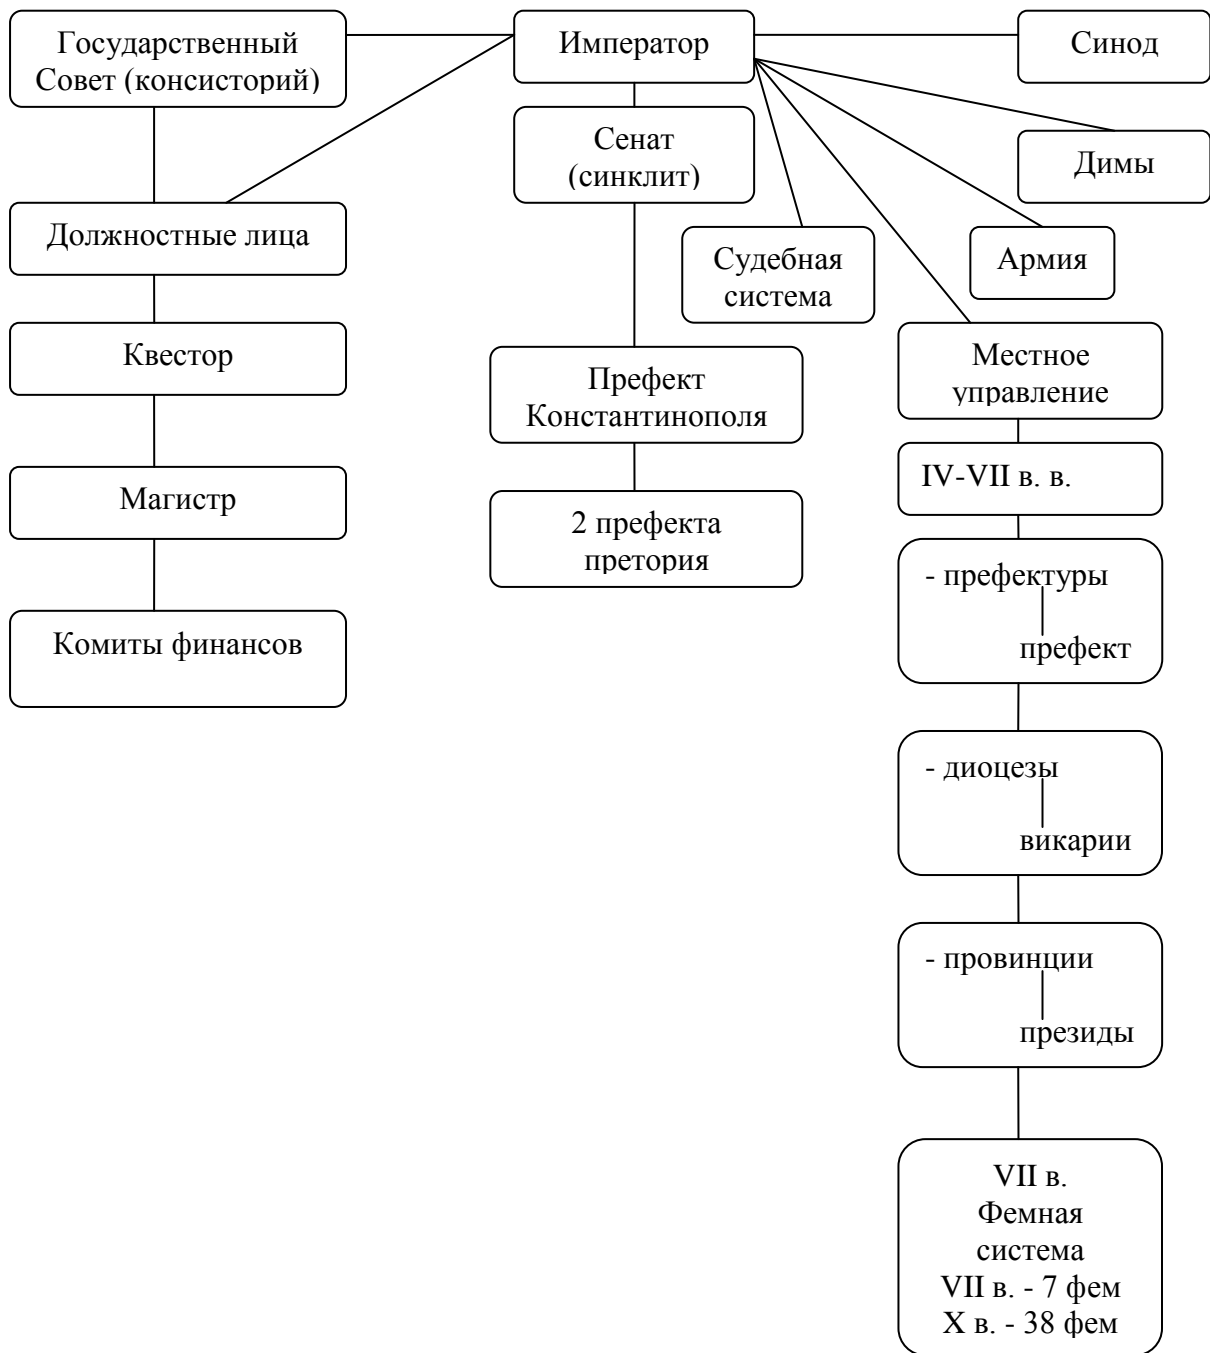 Государственный
Совет (консисторий)
Император
Синод
Сенат
(синклит)
Димы
Должностные лица
Судебная
система
Армия
Квестор
Префект
Константинополя
Местное
управление
IV-VII в. в.
Магистр
2 префекта
претория
- префектуры
префект
Комиты финансов
- диоцезы
викарии
- провинции
президы
VII в.
Фемная
система
VII в. - 7 фем
X в. - 38 фем